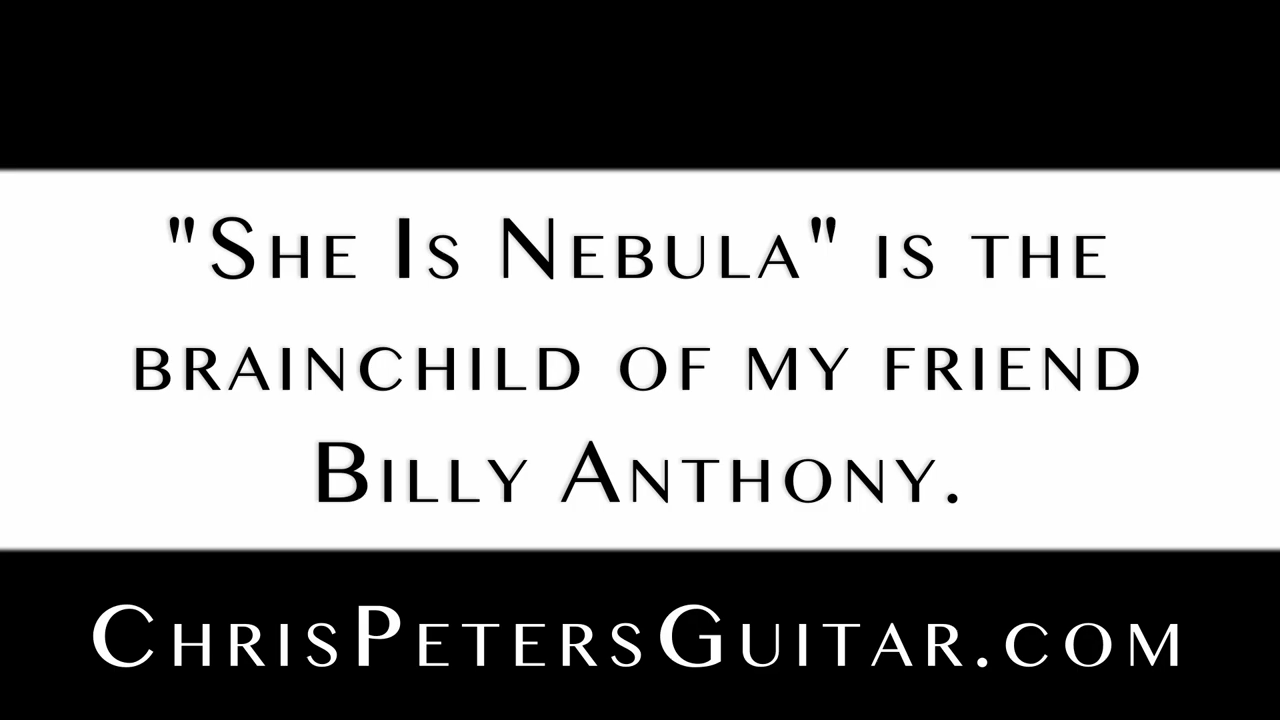 "She Is Nebula" is the
brainchild of my friend
Billy Anthony.
ChrisPetersGuitar.com